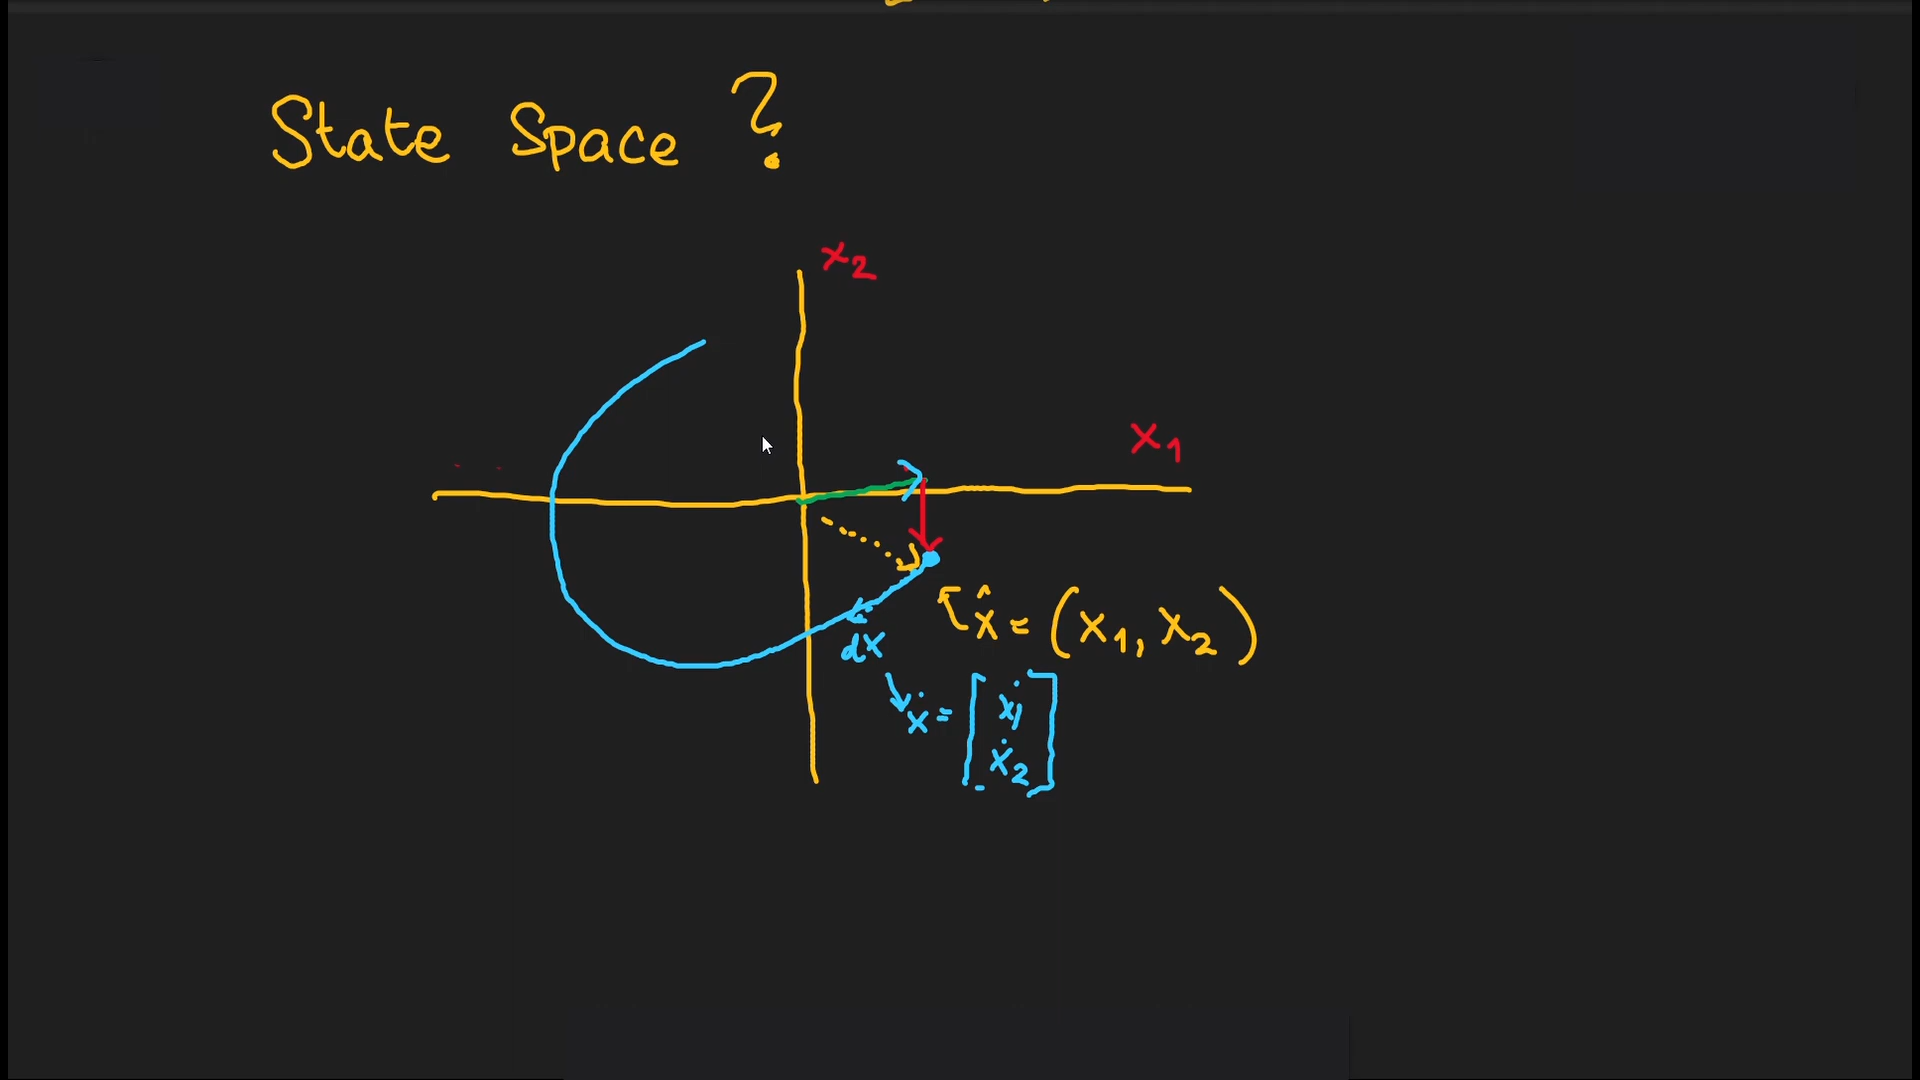 State Space ?
x₂
x₁
x̂ = (x₁, x₂)
dx
ẋ = [ẋ₁
ẋ₂]